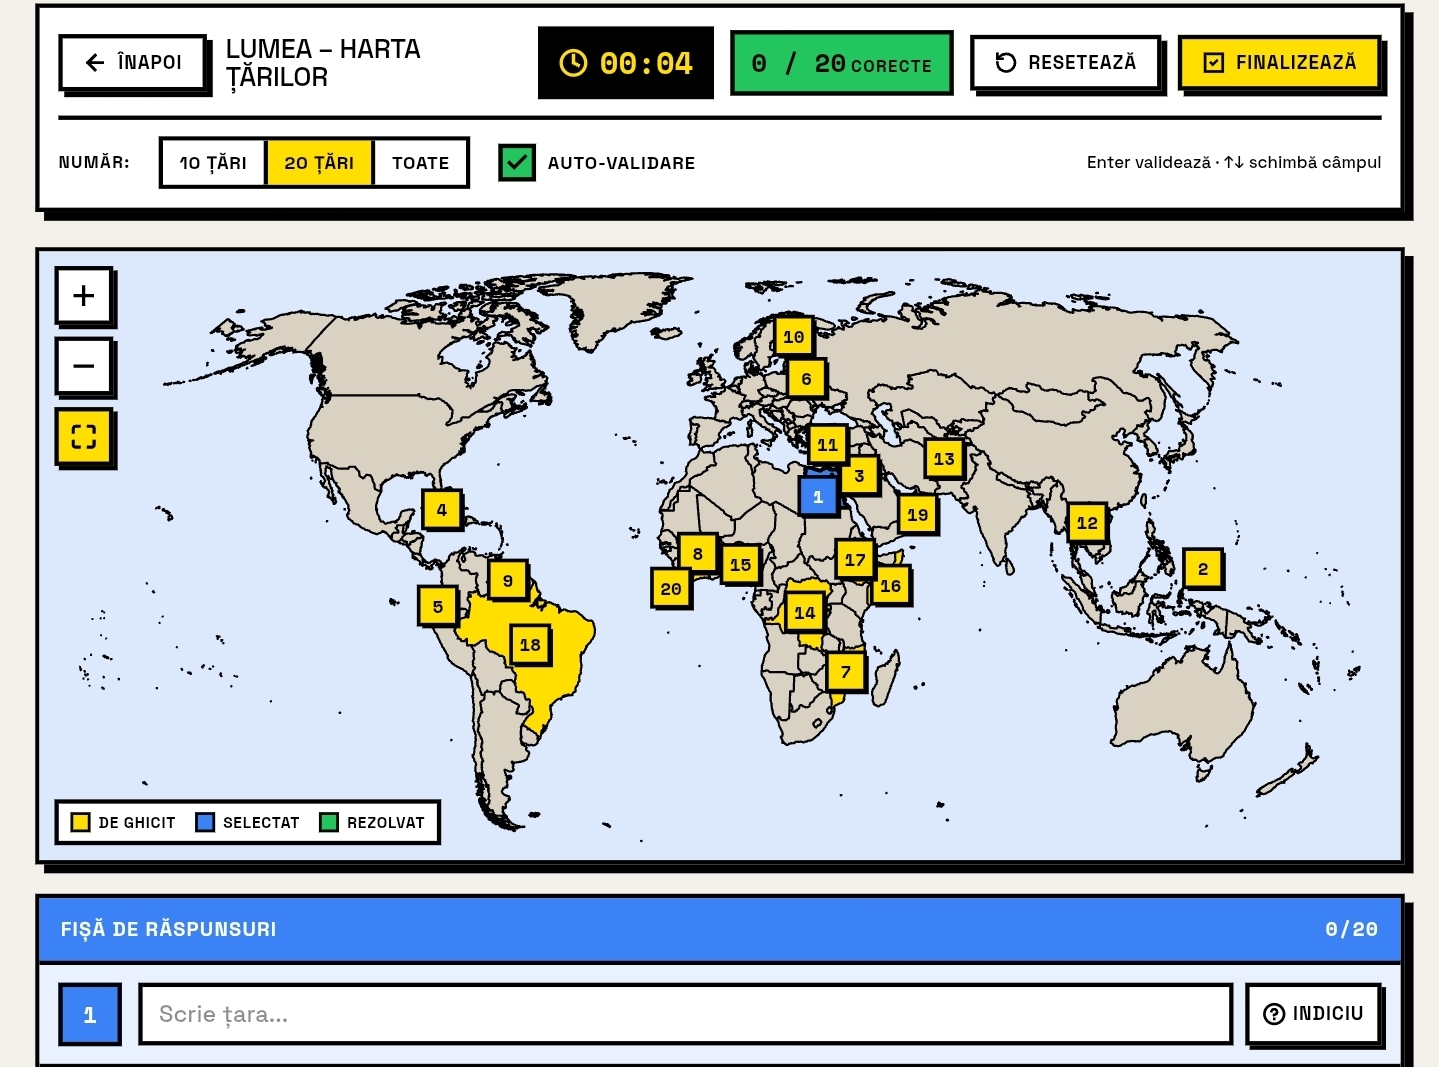 ÎNAPOI
LUMEA – HARTA
ȚĂRILOR
00:04
0 / 20 CORECTE
RESETEAZĂ
FINALIZEAZĂ
NUMĂR:
10 ȚĂRI
20 ȚĂRI
TOATE
AUTO-VALIDARE
Enter validează · ↑↓ schimbă câmpul
+
−
10
6
11
13
3
1
4
19
12
8
15
17
2
9
20
16
5
14
18
7
DE GHICIT
SELECTAT
REZOLVAT
FIȘĂ DE RĂSPUNSURI
0/20
1
Scrie țara...
INDICIU